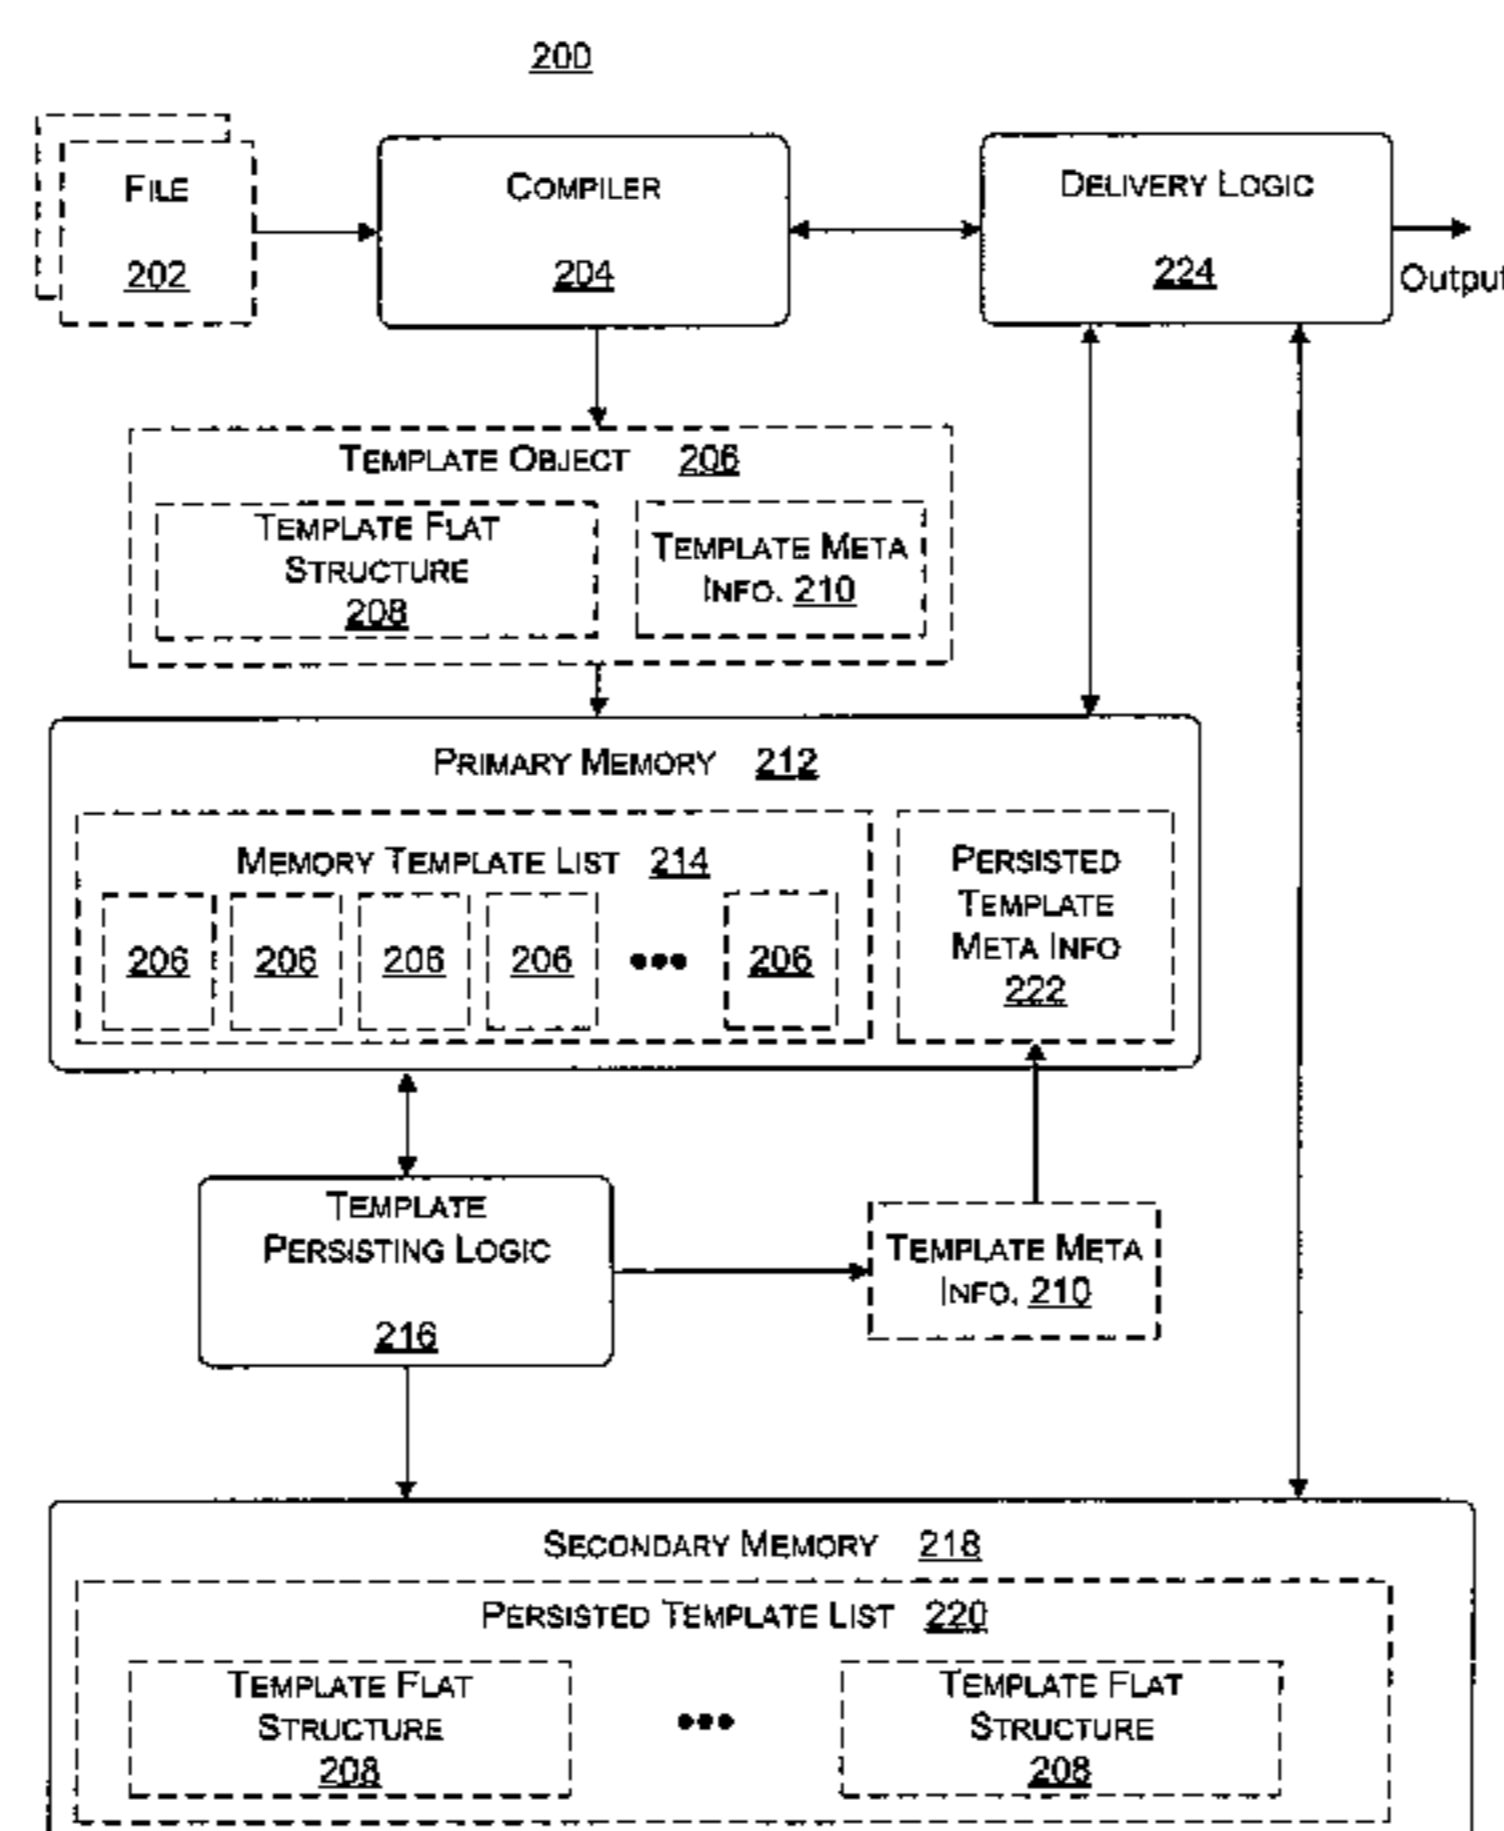 200
FILE
202
COMPILER
204
DELIVERY LOGIC
224
Output
TEMPLATE OBJECT 206
TEMPLATE FLAT
STRUCTURE
208
TEMPLATE META
INFO. 210
PRIMARY MEMORY 212
MEMORY TEMPLATE LIST 214
206 206 206 206 ••• 206
PERSISTED
TEMPLATE
META INFO
222
TEMPLATE
PERSISTING LOGIC
216
TEMPLATE META
INFO. 210
SECONDARY MEMORY 218
PERSISTED TEMPLATE LIST 220
TEMPLATE FLAT
STRUCTURE
208
•••
TEMPLATE FLAT
STRUCTURE
208